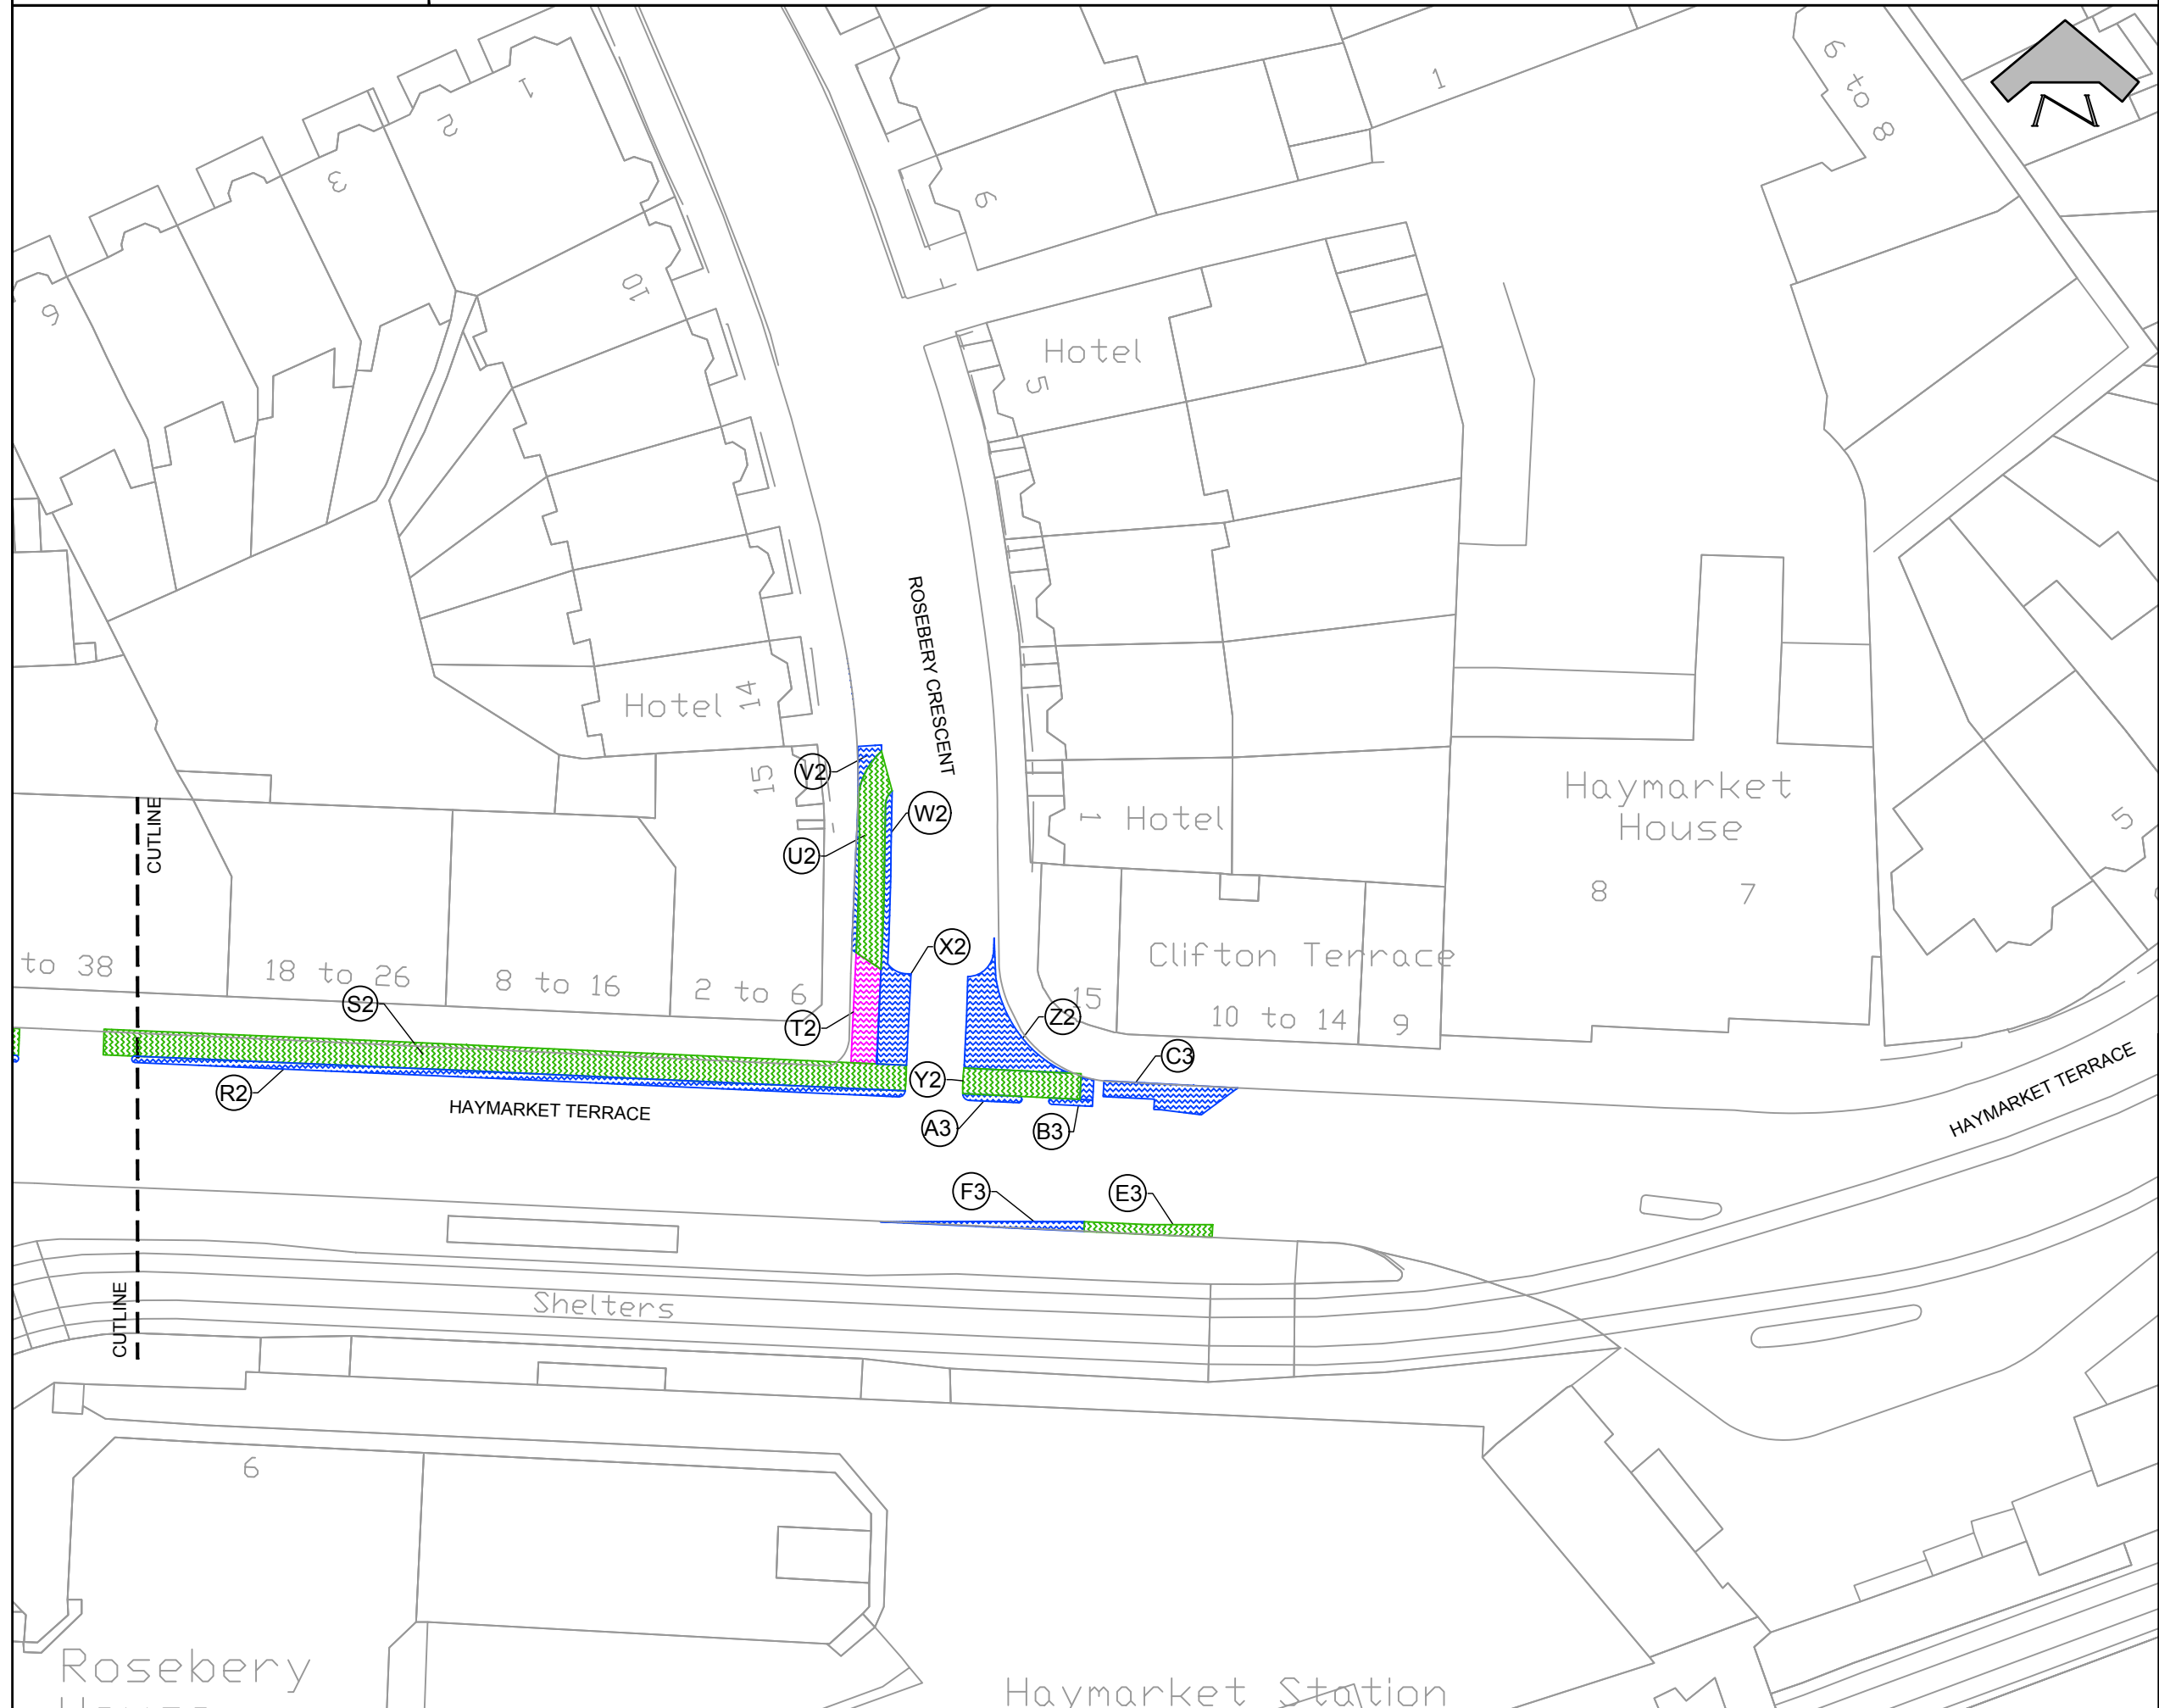 1
2
3
6
10
1
6 to 8
N
6
Hotel
5
ROSEBERY CRESCENT
Hotel
14
15
V2
W2
U2
1
Hotel
Haymarket
House
8
7
5
CUTLINE
to 38
18 to 26
8 to 16
2 to 6
X2
Clifton Terrace
15
10 to 14
9
S2
T2
Z2
C3
R2
Y2
A3
B3
HAYMARKET TERRACE
HAYMARKET TERRACE
F3
E3
CUTLINE
Shelters
6
Rosebery
House
Haymarket Station